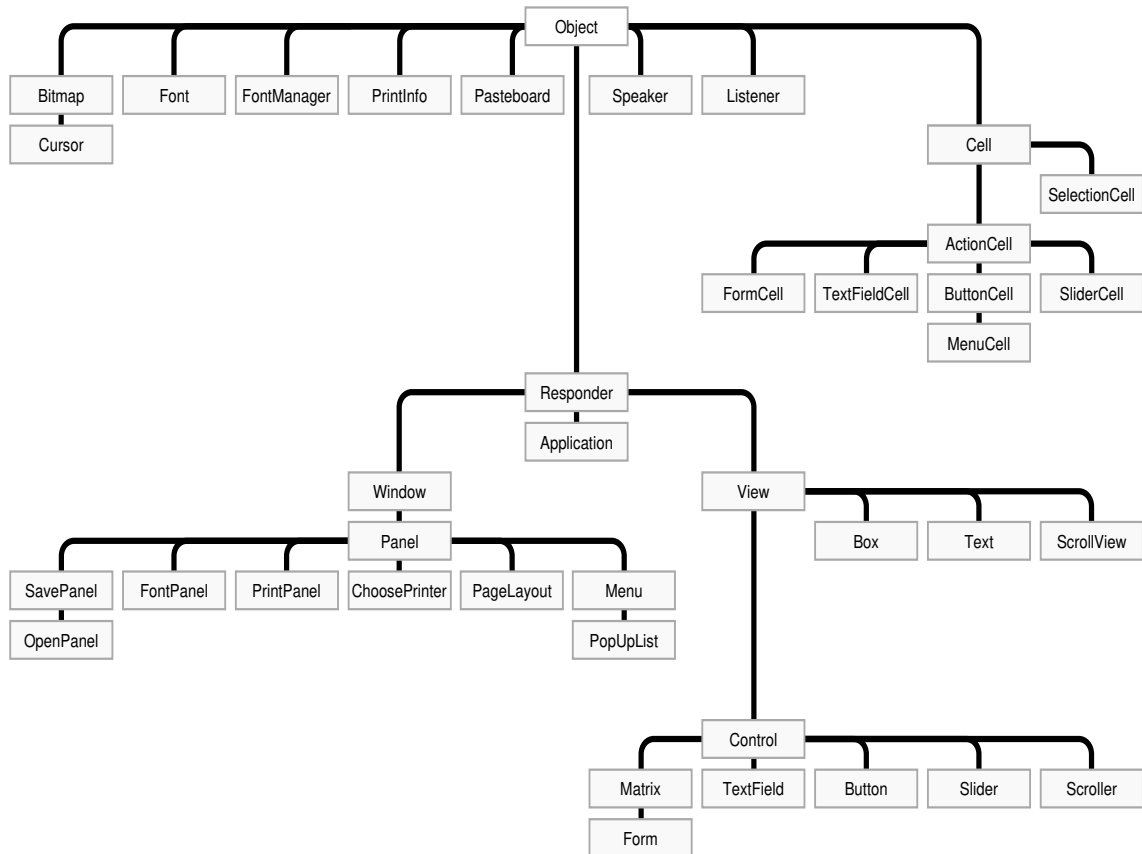 Object
Bitmap
Font
FontManager
PrintInfo
Pasteboard
Speaker
Listener
Cursor
Cell
SelectionCell
ActionCell
FormCell
TextFieldCell
ButtonCell
SliderCell
MenuCell
Responder
Application
Window
View
Panel
Box
Text
ScrollView
SavePanel
FontPanel
PrintPanel
ChoosePrinter
PageLayout
Menu
OpenPanel
PopUpList
Control
Matrix
TextField
Button
Slider
Scroller
Form